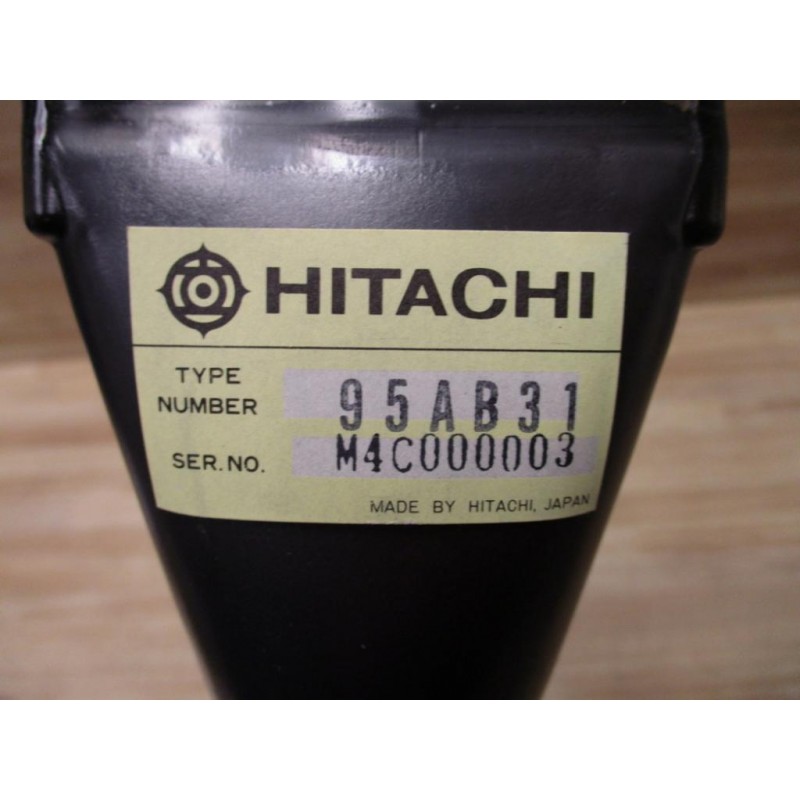 HITACHI
TYPE
NUMBER 95AB31
SER. NO. M4C000003
MADE BY HITACHI, JAPAN